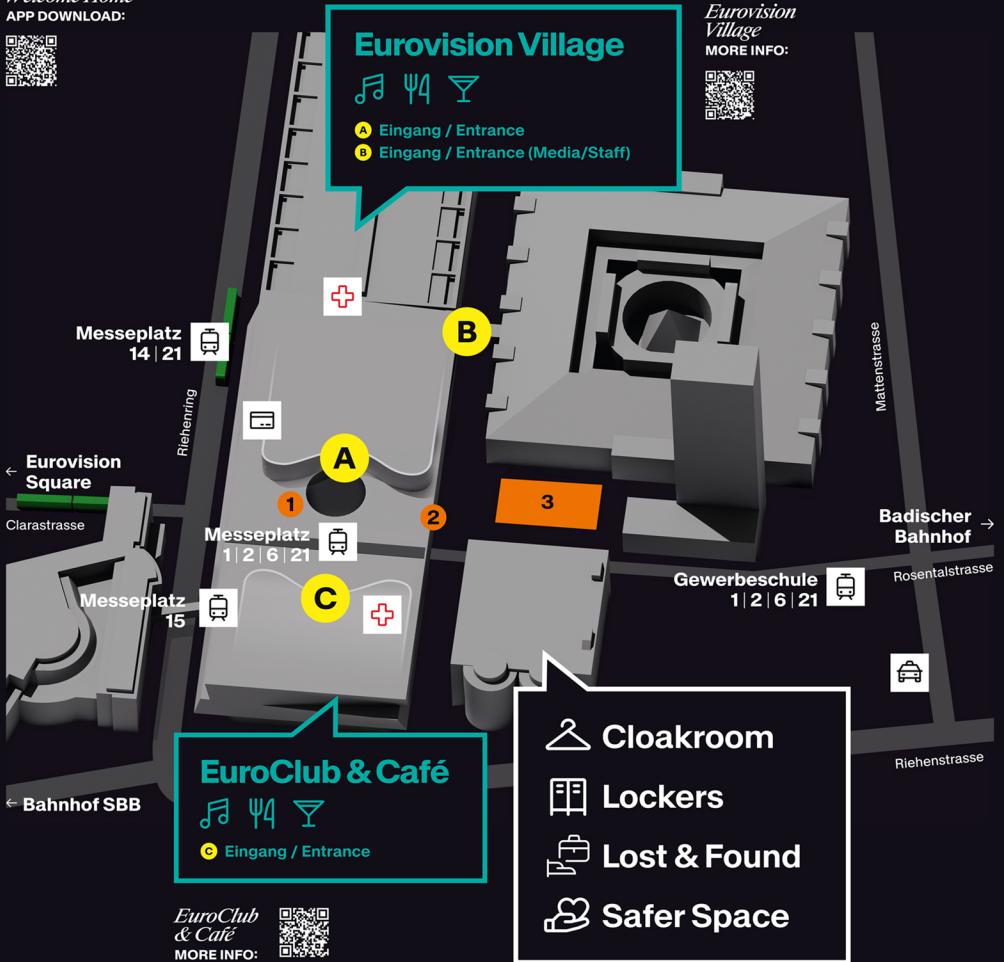 Welcome Home
APP DOWNLOAD:
Eurovision
Village
MORE INFO:
Eurovision Village
A Eingang / Entrance
B Eingang / Entrance (Media/Staff)
B
Messeplatz
14 | 21
Riehenring
Mattenstrasse
A
Eurovision
Square
Clarastrasse
1
2
3
Messeplatz
1 | 2 | 6 | 21
Badischer
Bahnhof
Rosentalstrasse
Gewerbeschule
1 | 2 | 6 | 21
C
Messeplatz
15
Riehenstrasse
Bahnhof SBB
EuroClub & Café
C Eingang / Entrance
Cloakroom
Lockers
Lost & Found
Safer Space
EuroClub
& Café
MORE INFO: